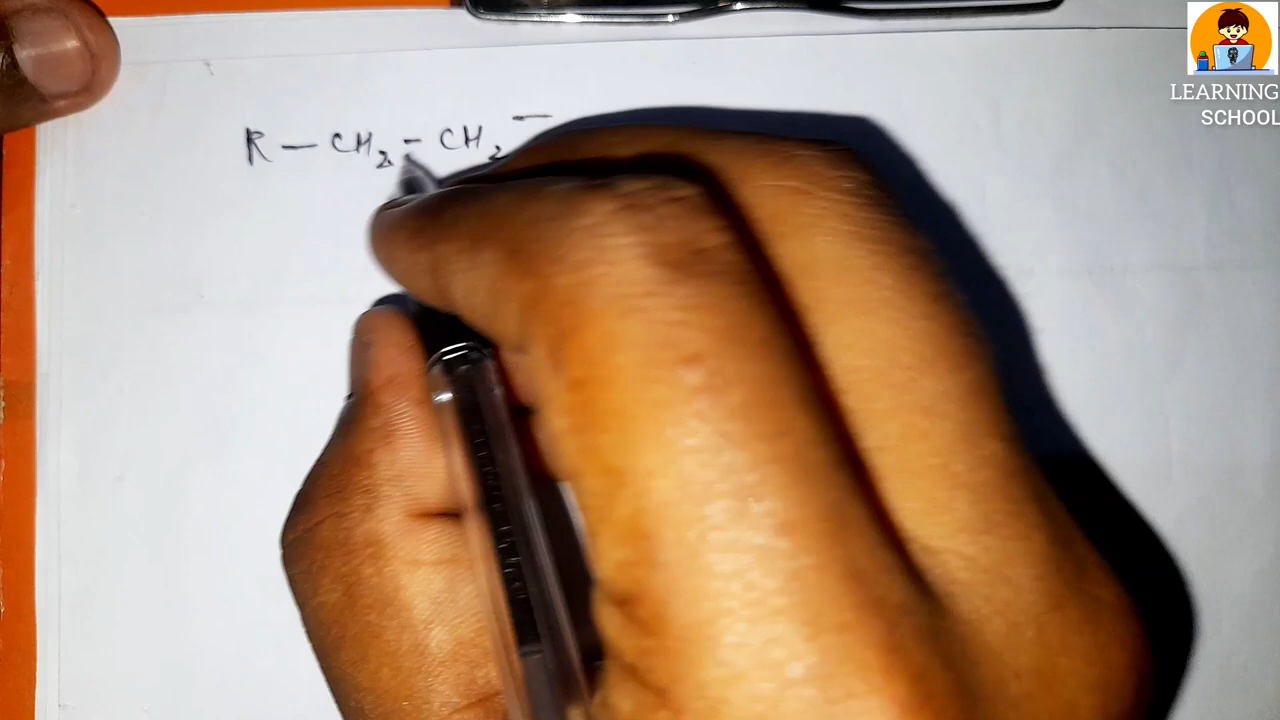 R — CH₂ - CH₂ —
LEARNING
SCHOOL